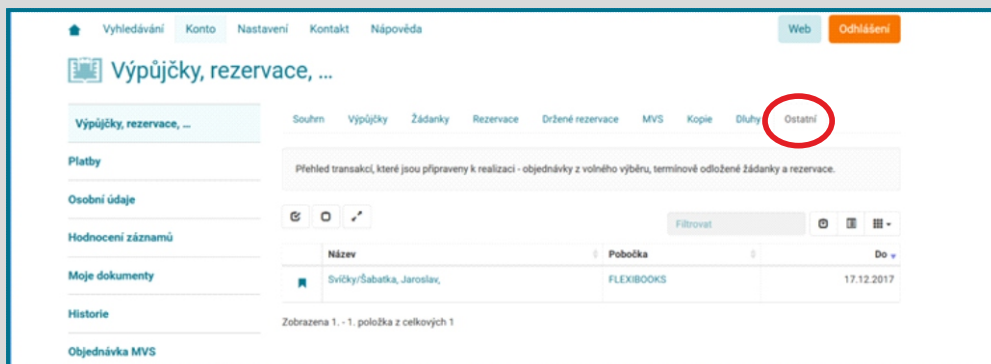 Vyhledávání Konto Nastavení Kontakt Nápověda Web Odhlášení
Výpůjčky, rezervace, ...
Výpůjčky, rezervace, ...
Platby
Osobní údaje
Hodnocení záznamů
Moje dokumenty
Historie
Objednávka MVS
Souhrn Výpůjčky Žádanky Rezervace Držené rezervace MVS Kopie Dluhy Ostatní
Přehled transakcí, které jsou připraveny k realizaci - objednávky z volného výběru, termínově odložené žádanky a rezervace.
Filtrovat
Název Pobočka Do
Svíčky/Šabatka, Jaroslav, FLEXIBOOKS 17.12.2017
Zobrazena 1. - 1. položka z celkových 1